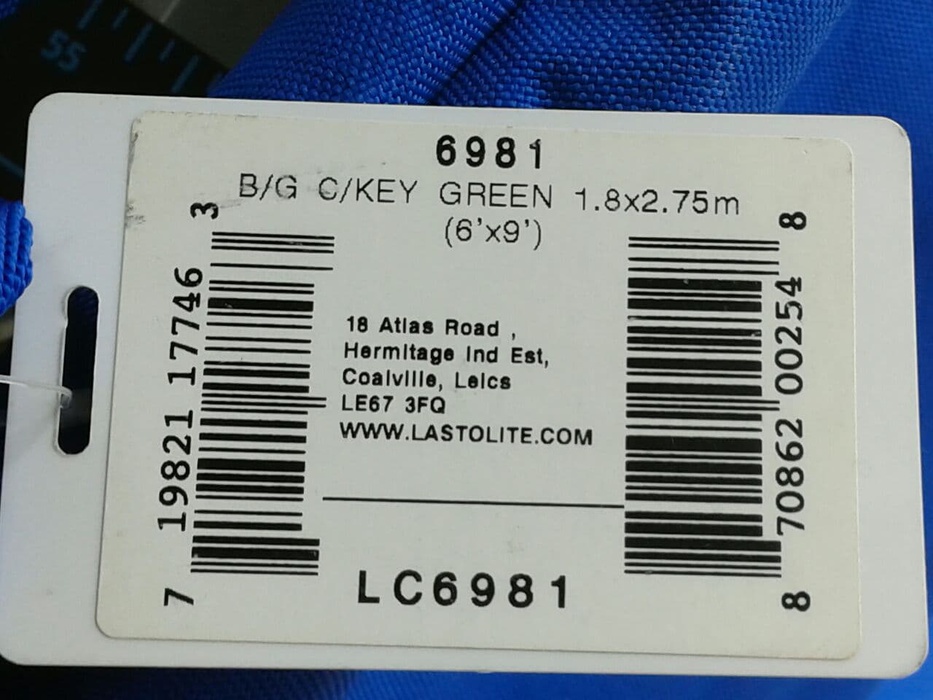 55
6981
B/G C/KEY GREEN 1.8x2.75m
(6'x9')
18 Atlas Road ,
Hermitage Ind Est,
Coalville, Leics
LE67 3FQ
WWW.LASTOLITE.COM
LC6981
7 19821 17746 3
8 70862 00254 8